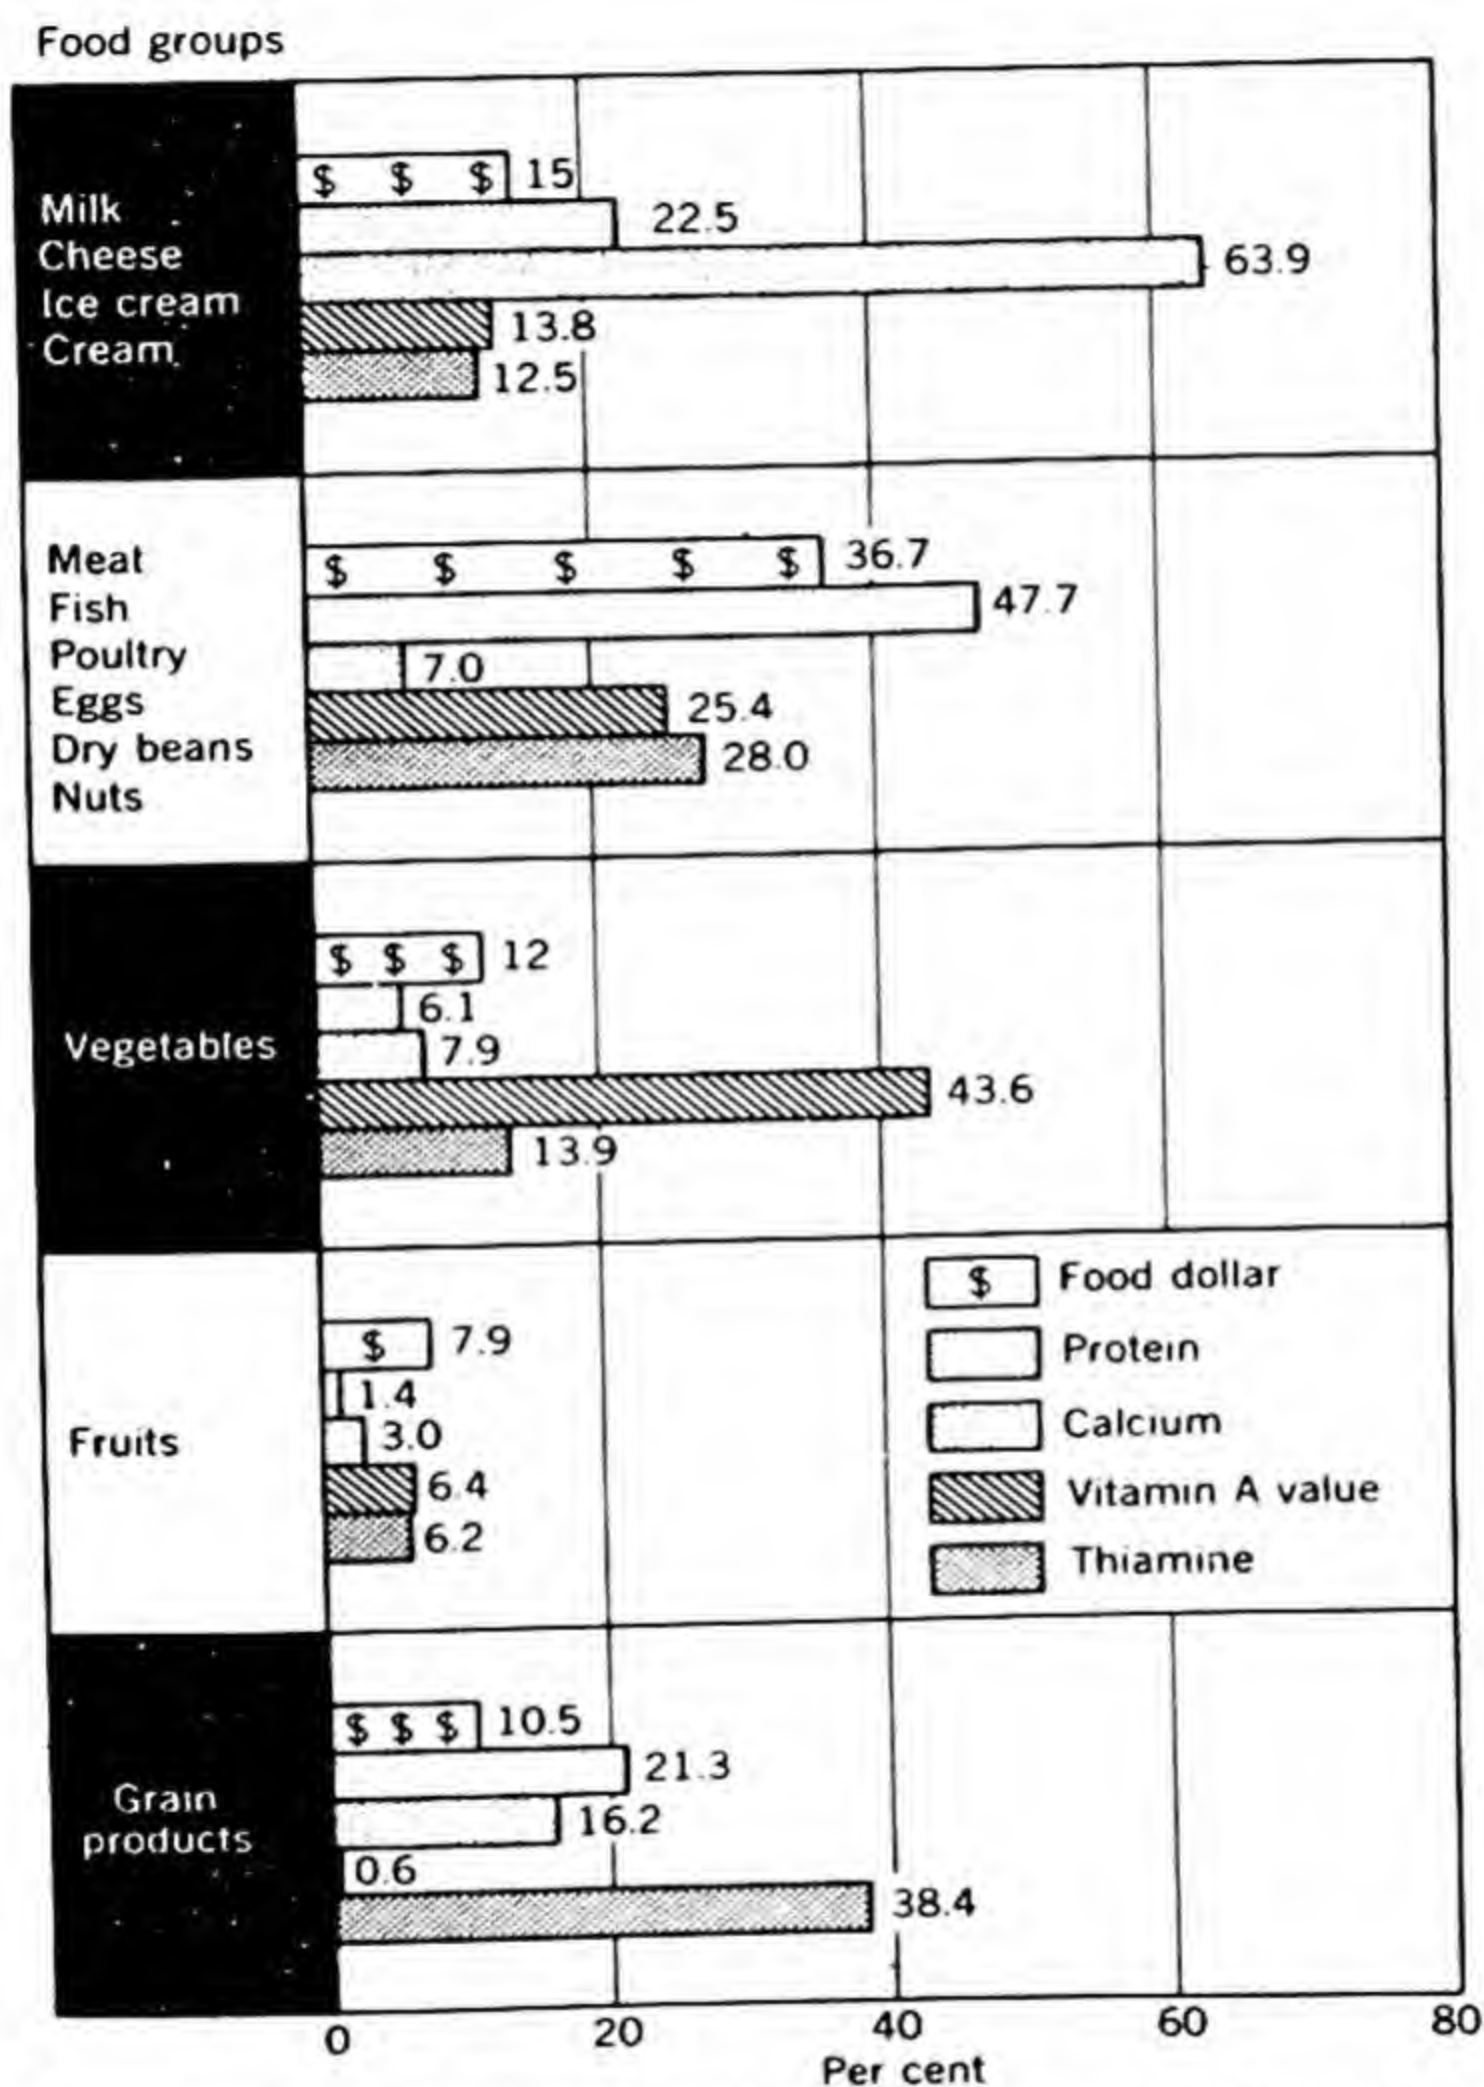 Food groups
Milk
Cheese
Ice cream
Cream
$ $ $ 15
22.5
63.9
13.8
12.5
Meat
Fish
Poultry
Eggs
Dry beans
Nuts
$ $ $ $ $ 36.7
47.7
7.0
25.4
28.0
Vegetables
$ $ $ 12
6.1
7.9
43.6
13.9
Fruits
$ 7.9
1.4
3.0
6.4
6.2
$ Food dollar
Protein
Calcium
Vitamin A value
Thiamine
Grain
products
$ $ $ 10.5
21.3
16.2
0.6
38.4
0 20 40 60 80
Per cent